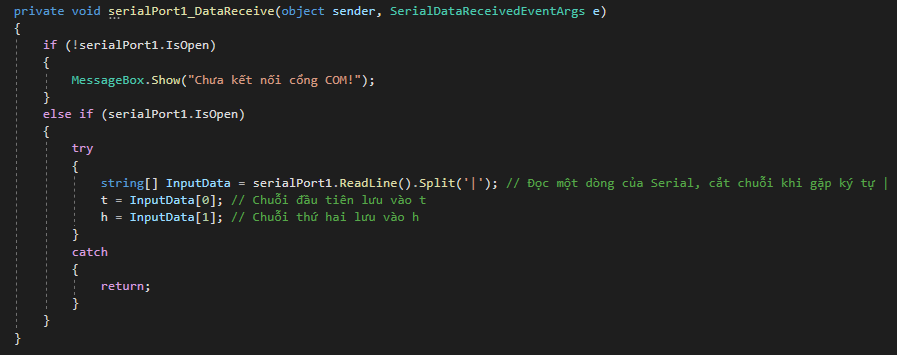 private void serialPort1_DataReceive(object sender, SerialDataReceivedEventArgs e)
{
if (!serialPort1.IsOpen)
{
MessageBox.Show("Chưa kết nối cổng COM!");
}
else if (serialPort1.IsOpen)
{
try
{
string[] InputData = serialPort1.ReadLine().Split('|'); // Đọc một dòng của Serial, cắt chuỗi khi gặp ký tự |
t = InputData[0]; // Chuỗi đầu tiên lưu vào t
h = InputData[1]; // Chuỗi thứ hai lưu vào h
}
catch
{
return;
}
}
}